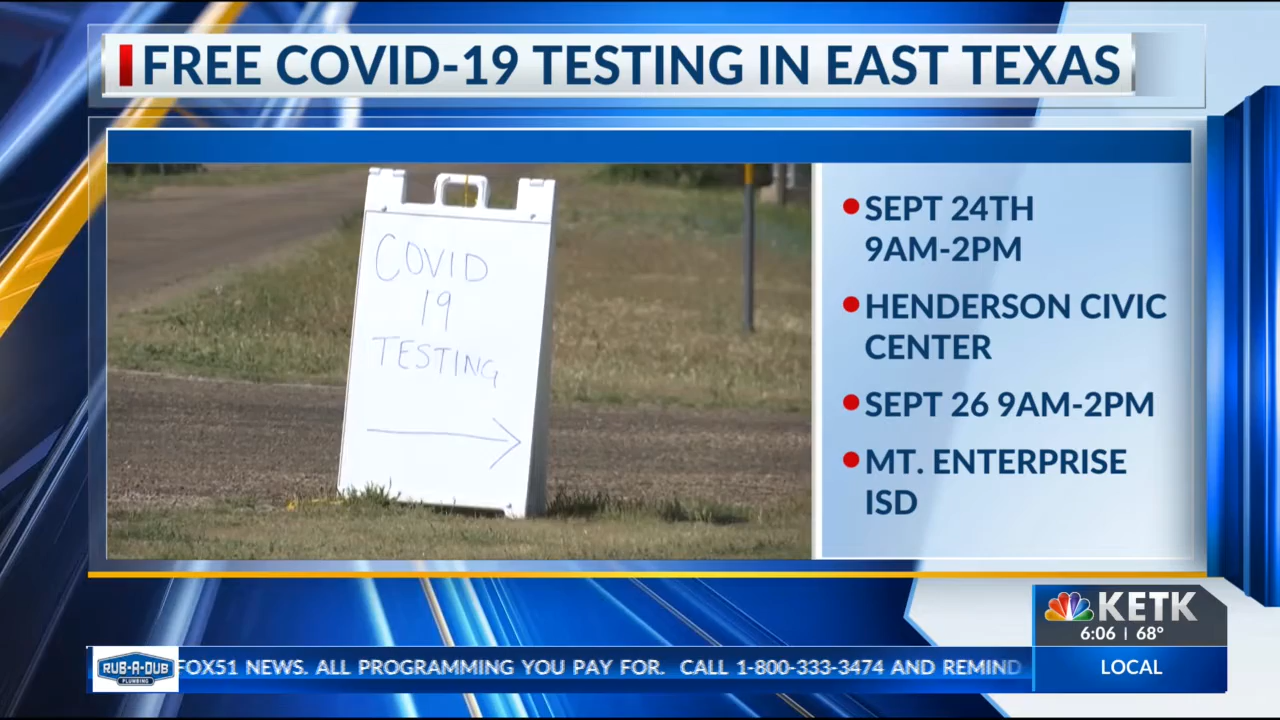 FREE COVID-19 TESTING IN EAST TEXAS
COVID
19
TESTING
SEPT 24TH
9AM-2PM
HENDERSON CIVIC
CENTER
SEPT 26 9AM-2PM
MT. ENTERPRISE
ISD
KETK
6:06 | 68°
LOCAL
RUB-A-DUB
PLUMBING
FOX51 NEWS. ALL PROGRAMMING YOU PAY FOR. CALL 1-800-333-3474 AND REMIND